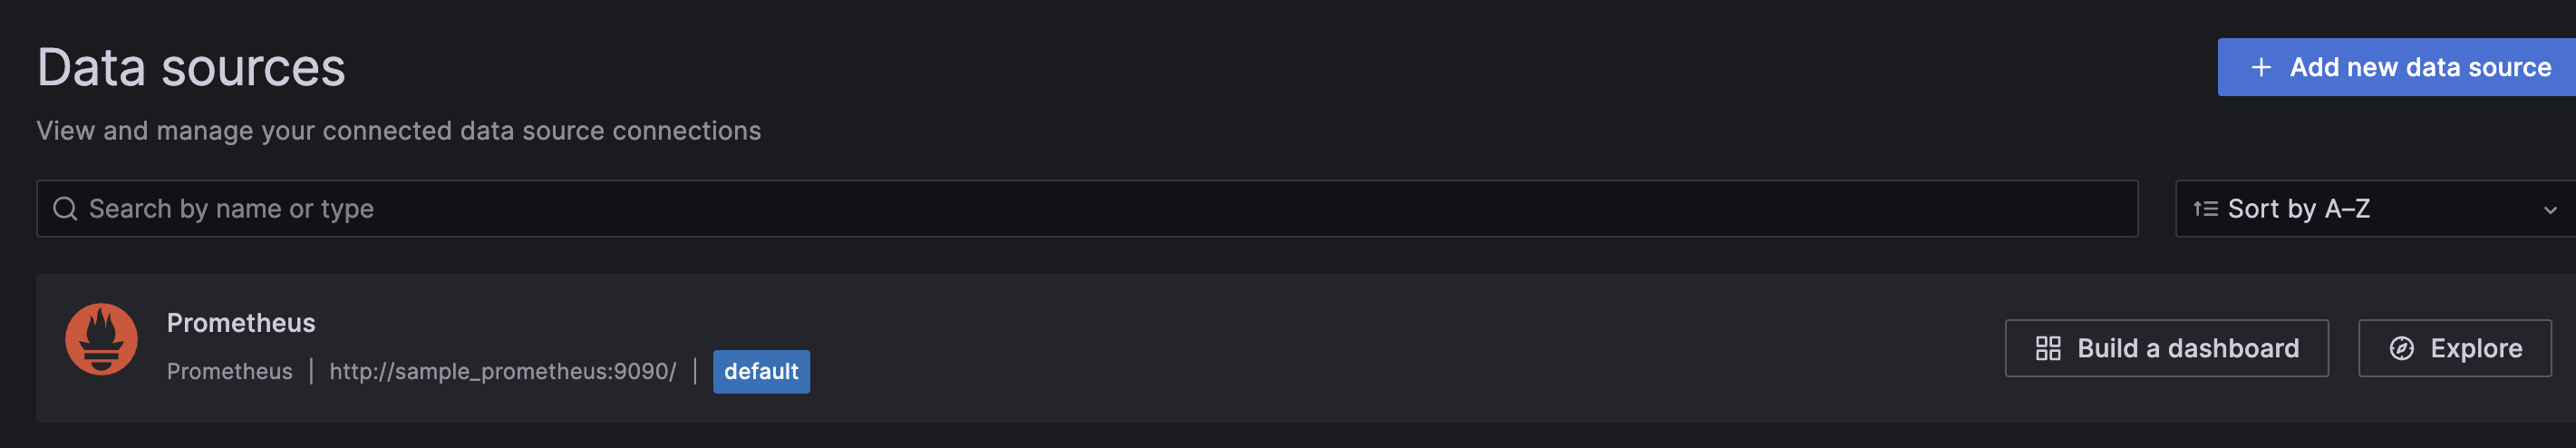 Data sources
+ Add new data source
View and manage your connected data source connections
Search by name or type
Sort by A–Z
Prometheus
Prometheus | http://sample_prometheus:9090/ | default
Build a dashboard
Explore